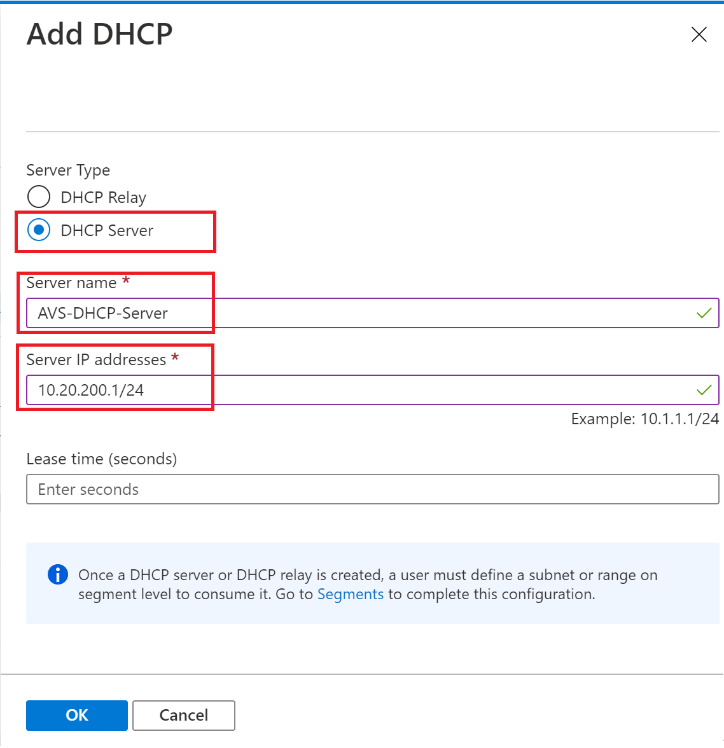 Add DHCP
Server Type
DHCP Relay
DHCP Server
Server name *
AVS-DHCP-Server
Server IP addresses *
10.20.200.1/24
Example: 10.1.1.1/24
Lease time (seconds)
Enter seconds
Once a DHCP server or DHCP relay is created, a user must define a subnet or range on
segment level to consume it. Go to Segments to complete this configuration.
OK
Cancel